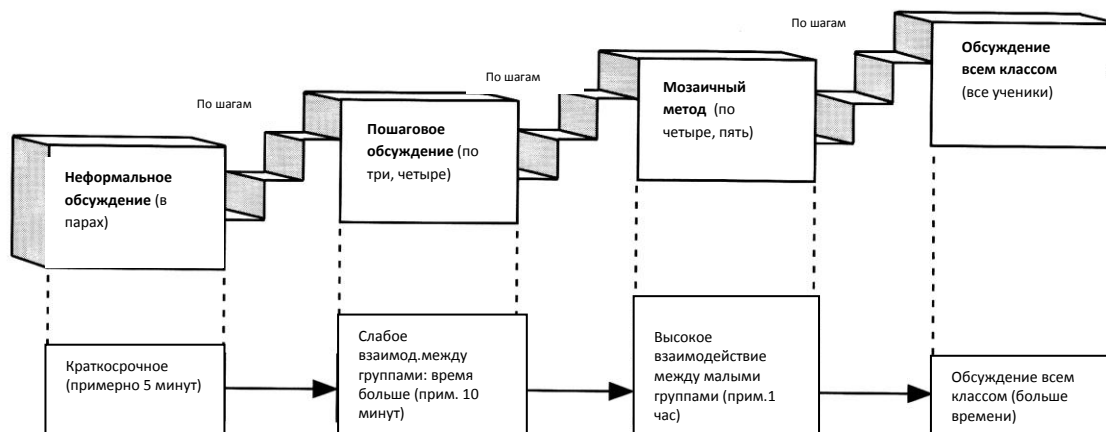 По шагам
Обсуждение
всем классом
(все ученики)
По шагам
Мозаичный
метод (по
четыре, пять)
По шагам
Пошаговое
обсуждение (по
три, четыре)
Неформальное
обсуждение (в
парах)
Краткосрочное
(примерно 5 минут)
Слабое
взаимод.между
группами: время
больше (прим. 10
минут)
Высокое
взаимодействие
между малыми
группами (прим.1
час)
Обсуждение всем
классом (больше
времени)